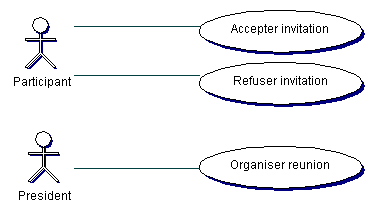 Accepter invitation
Participant
Refuser invitation
Organiser reunion
President